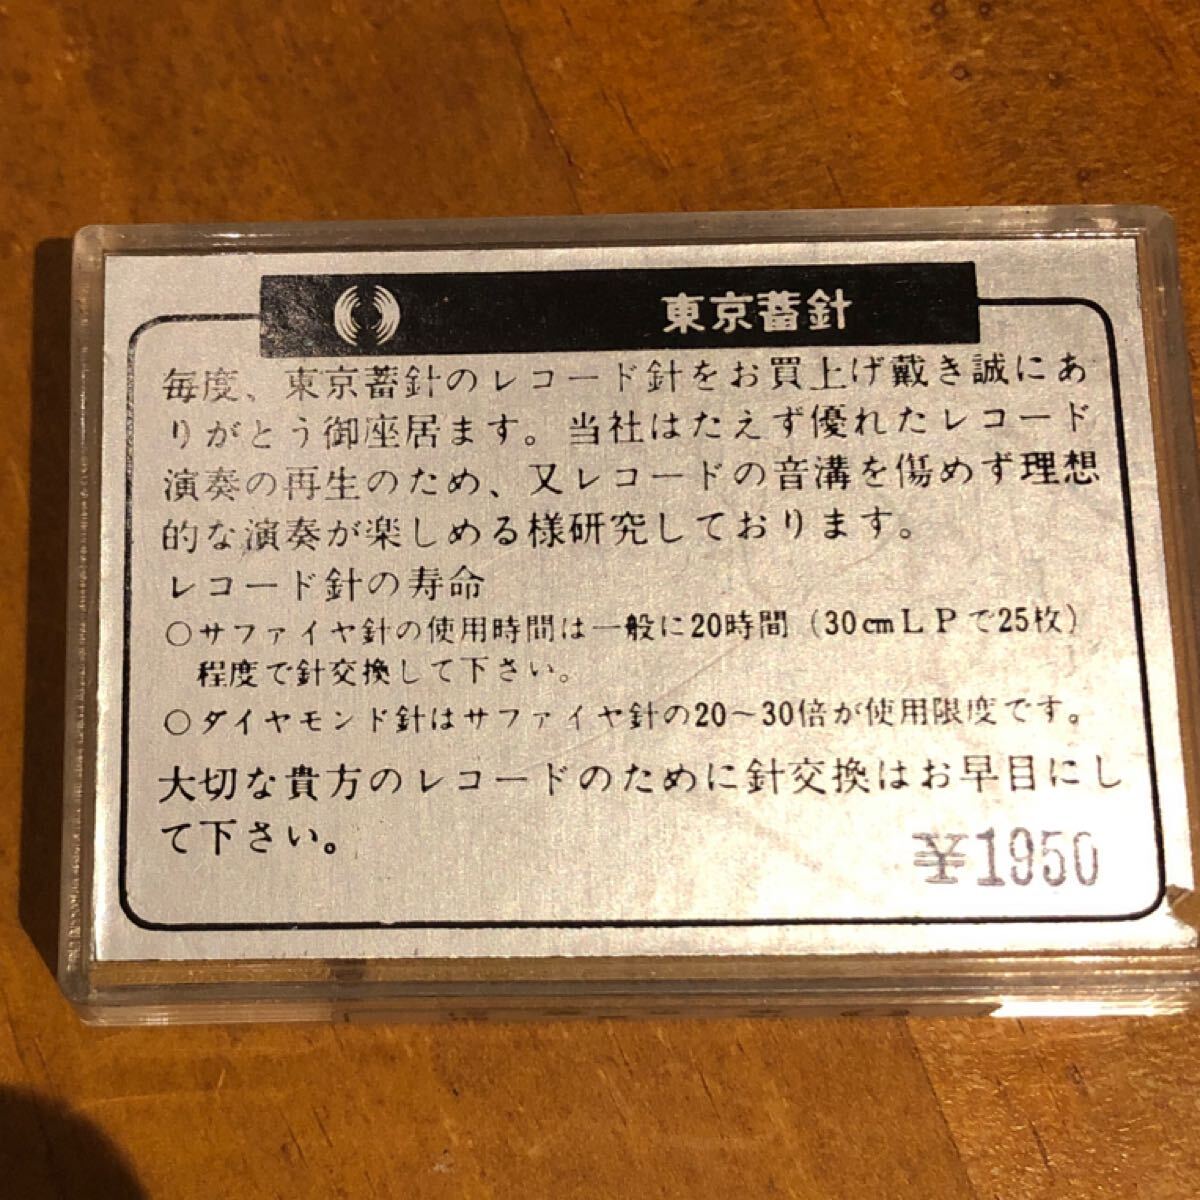 東京蓄針
毎度、東京蓄針のレコード針をお買上げ戴き誠にあ
りがとう御座居ます。当社はたえず優れたレコード
演奏の再生のため、又レコードの音溝を傷めず理想
的な演奏が楽しめる様研究しております。
レコード針の寿命
○サファイヤ針の使用時間は一般に20時間(30㎝LPで25枚)
程度で針交換して下さい。
○ダイヤモンド針はサファイヤ針の20〜30倍が使用限度です。
大切な貴方のレコードのために針交換はお早目にし
て下さい。
¥1950